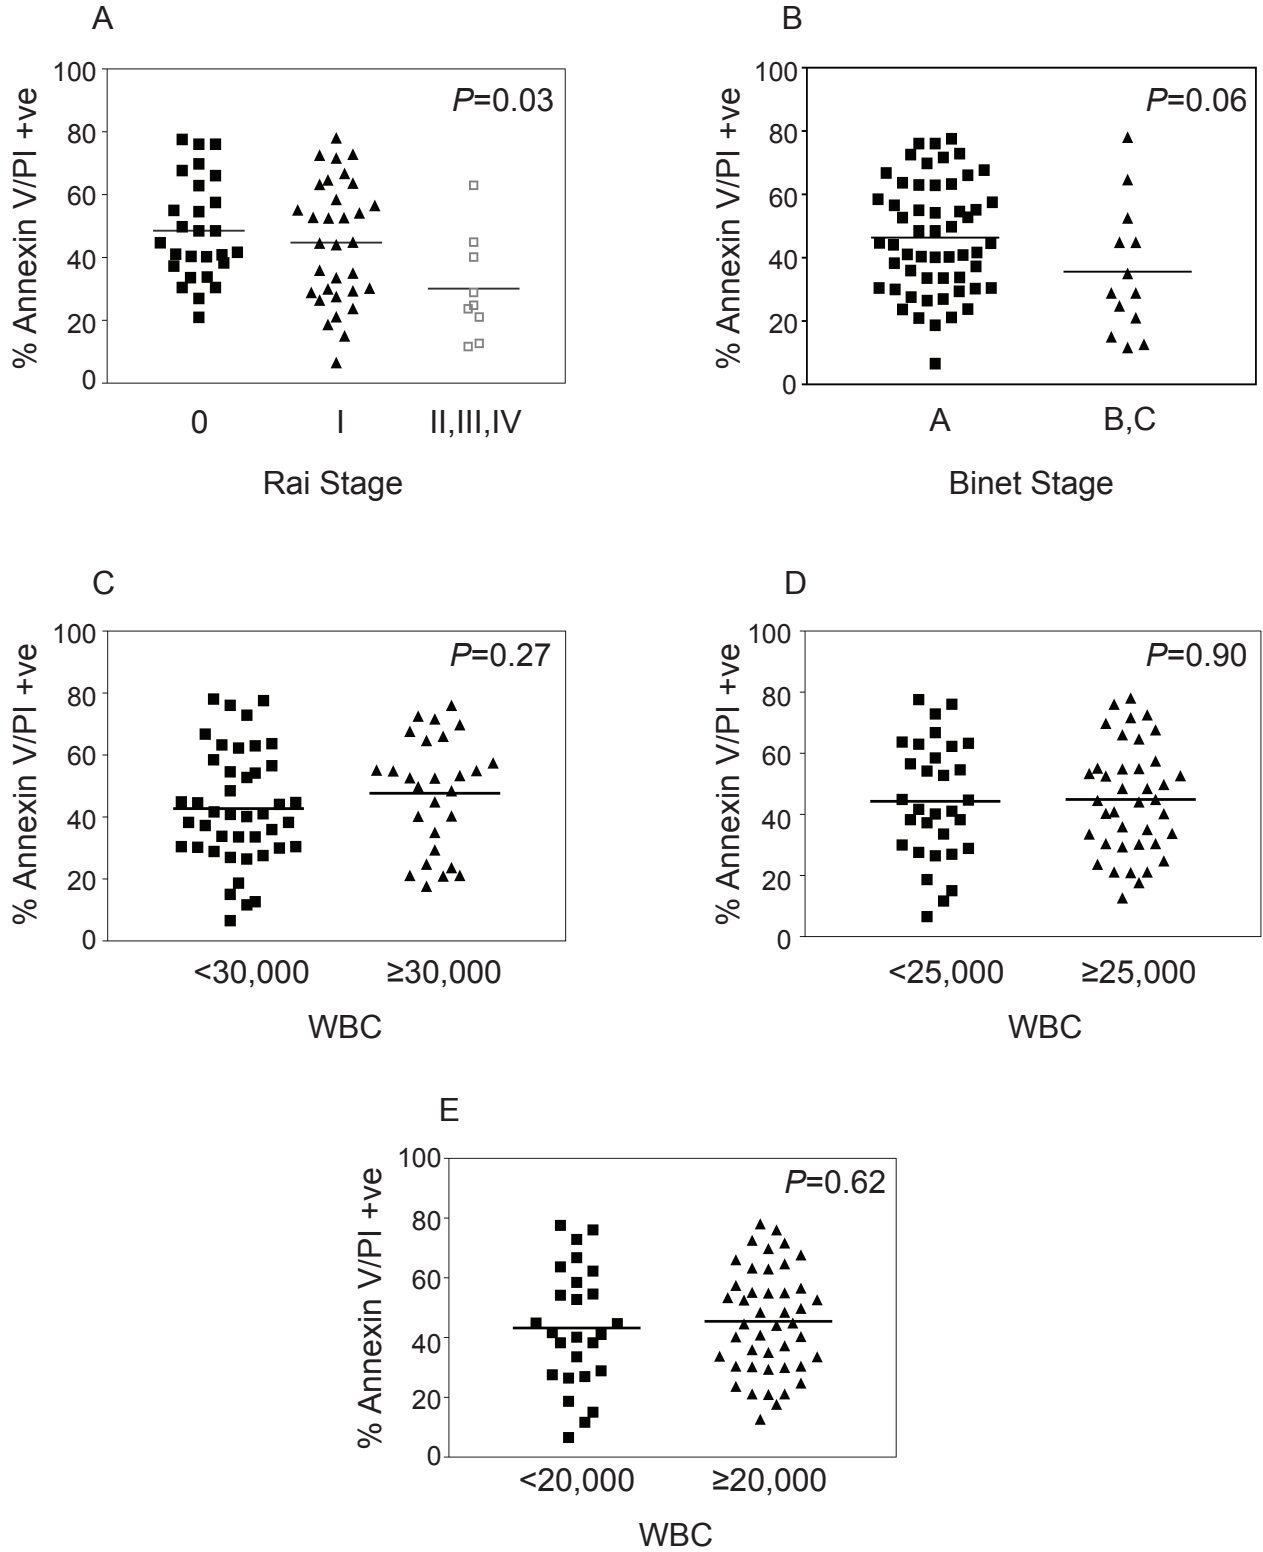 A
% Annexin V/PI +ve
100
80
60
40
20
0
P=0.03
0 I II,III,IV
Rai Stage
B
% Annexin V/PI +ve
100
80
60
40
20
0
P=0.06
A B,C
Binet Stage
C
% Annexin V/PI +ve
100
80
60
40
20
0
P=0.27
<30,000 ≥30,000
WBC
D
% Annexin V/PI +ve
100
80
60
40
20
0
P=0.90
<25,000 ≥25,000
WBC
E
% Annexin V/PI +ve
100
80
60
40
20
0
P=0.62
<20,000 ≥20,000
WBC